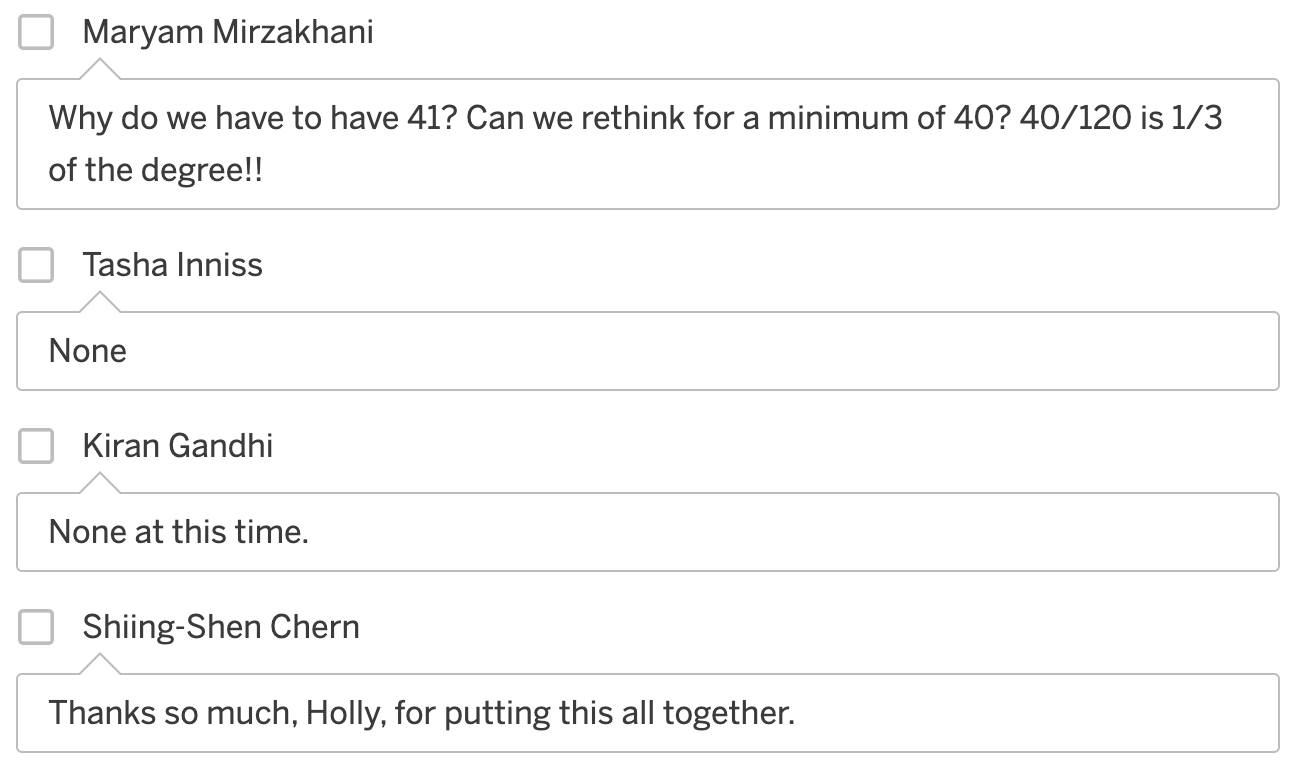 Maryam Mirzakhani
Why do we have to have 41? Can we rethink for a minimum of 40? 40/120 is 1/3
of the degree!!
Tasha Inniss
None
Kiran Gandhi
None at this time.
Shiing-Shen Chern
Thanks so much, Holly, for putting this all together.